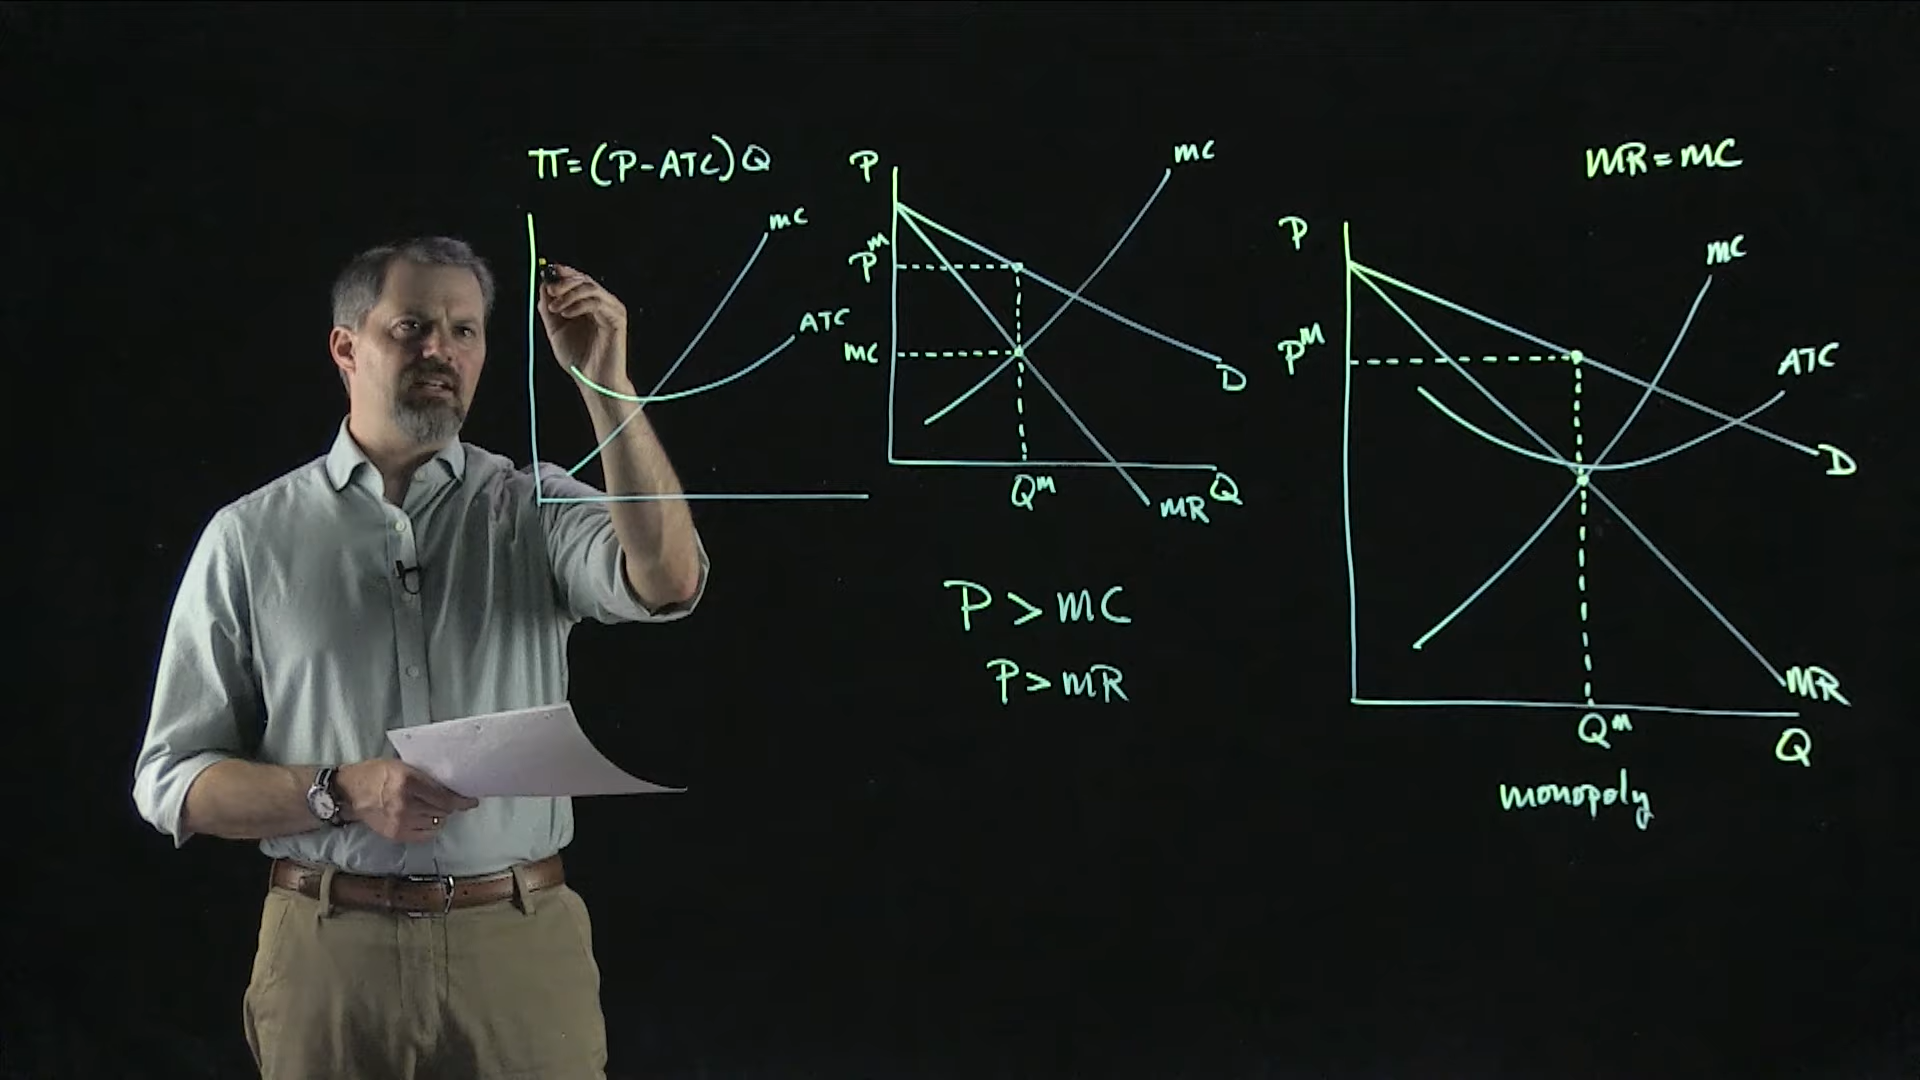 π=(P-ATC)Q
MC
ATC
P
MC
P^M
MC
D
Q^M
MR
Q
P > MC
P > MR
MR = MC
P
MC
P^M
ATC
D
MR
Q^M
Q
monopoly